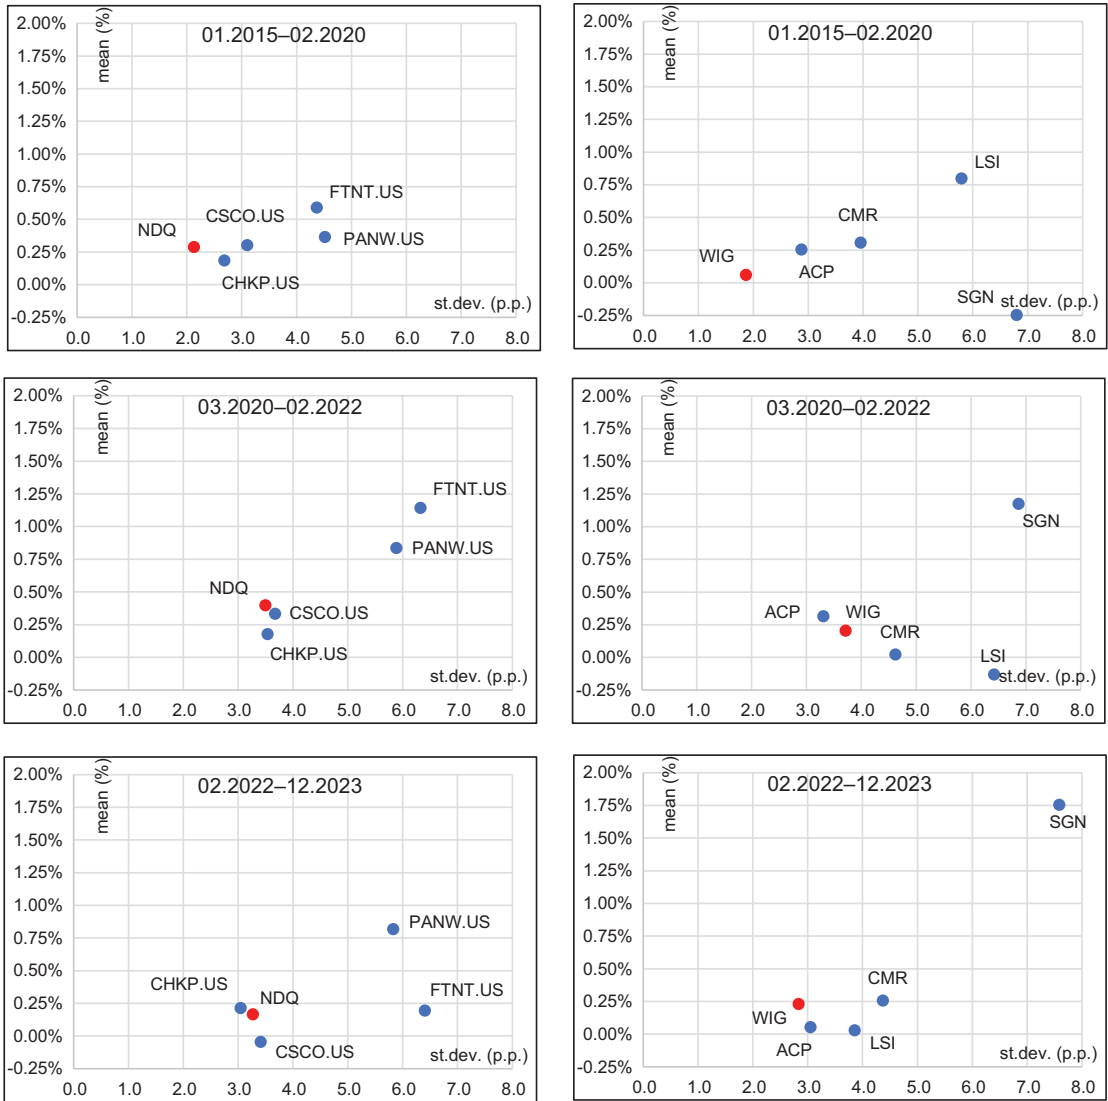 2.00%
1.75%
1.50%
1.25%
1.00%
0.75%
0.50%
0.25%
0.00%
-0.25%
mean (%)
01.2015–02.2020
FTNT.US
CSCO.US
NDQ
PANW.US
CHKP.US
st.dev. (p.p.)
0.0 1.0 2.0 3.0 4.0 5.0 6.0 7.0 8.0
2.00%
1.75%
1.50%
1.25%
1.00%
0.75%
0.50%
0.25%
0.00%
-0.25%
mean (%)
01.2015–02.2020
LSI
CMR
WIG
ACP
SGN
st.dev. (p.p.)
0.0 1.0 2.0 3.0 4.0 5.0 6.0 7.0 8.0
2.00%
1.75%
1.50%
1.25%
1.00%
0.75%
0.50%
0.25%
0.00%
-0.25%
mean (%)
03.2020–02.2022
FTNT.US
PANW.US
NDQ
CSCO.US
CHKP.US
st.dev. (p.p.)
0.0 1.0 2.0 3.0 4.0 5.0 6.0 7.0 8.0
2.00%
1.75%
1.50%
1.25%
1.00%
0.75%
0.50%
0.25%
0.00%
-0.25%
mean (%)
03.2020–02.2022
SGN
ACP
WIG
CMR
LSI
st.dev. (p.p.)
0.0 1.0 2.0 3.0 4.0 5.0 6.0 7.0 8.0
2.00%
1.75%
1.50%
1.25%
1.00%
0.75%
0.50%
0.25%
0.00%
-0.25%
mean (%)
02.2022–12.2023
PANW.US
CHKP.US
FTNT.US
NDQ
CSCO.US
st.dev. (p.p.)
0.0 1.0 2.0 3.0 4.0 5.0 6.0 7.0 8.0
2.00%
1.75%
1.50%
1.25%
1.00%
0.75%
0.50%
0.25%
0.00%
-0.25%
mean (%)
02.2022–12.2023
SGN
CMR
WIG
ACP
LSI
st.dev. (p.p.)
0.0 1.0 2.0 3.0 4.0 5.0 6.0 7.0 8.0